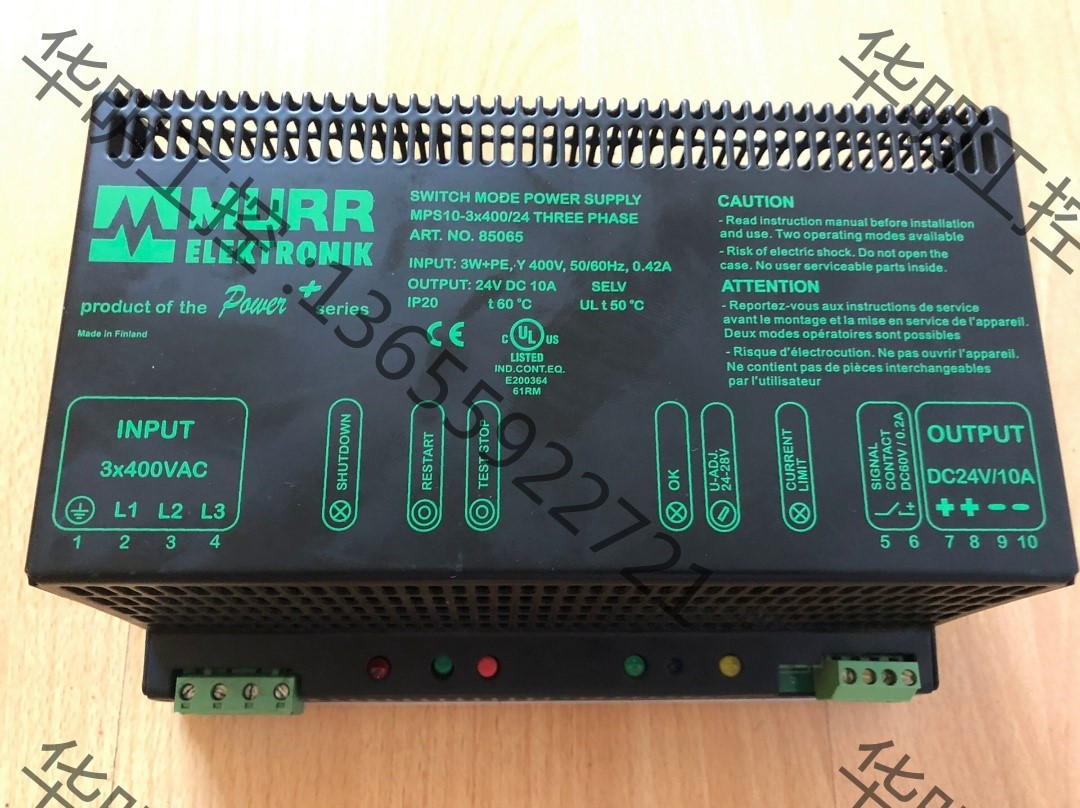 MURR
ELEKTRONIK
product of the Power + series
Made in Finland
SWITCH MODE POWER SUPPLY
MPS10-3x400/24 THREE PHASE
ART. NO. 85065
INPUT: 3W+PE, Y 400V, 50/60Hz, 0.42A
OUTPUT: 24V DC 10A SELV
IP20 t 60 °C UL t 50 °C
CE
C UL US
LISTED
IND.CONT.EQ.
E200364
61RM
CAUTION
- Read instruction manual before installation
and use. Two operating modes available
- Risk of electric shock. Do not open the
case. No user serviceable parts inside.
ATTENTION
- Reportez-vous aux instructions de service
avant le montage et la mise en service de l'appareil.
Deux modes opératoires sont possibles
- Risque d'électrocution. Ne pas ouvrir l'appareil.
Ne contient pas de pièces interchangeables
par l'utilisateur
INPUT
3x400VAC
L1 L2 L3
1 2 3 4
SHUTDOWN
RESTART
TEST STOP
OK
U-ADJ.
24-28V
CURRENT
LIMIT
SIGNAL
CONTACT
DC60V / 0.2A
5 6
OUTPUT
DC24V/10A
+ + - -
7 8 9 10
13655922721